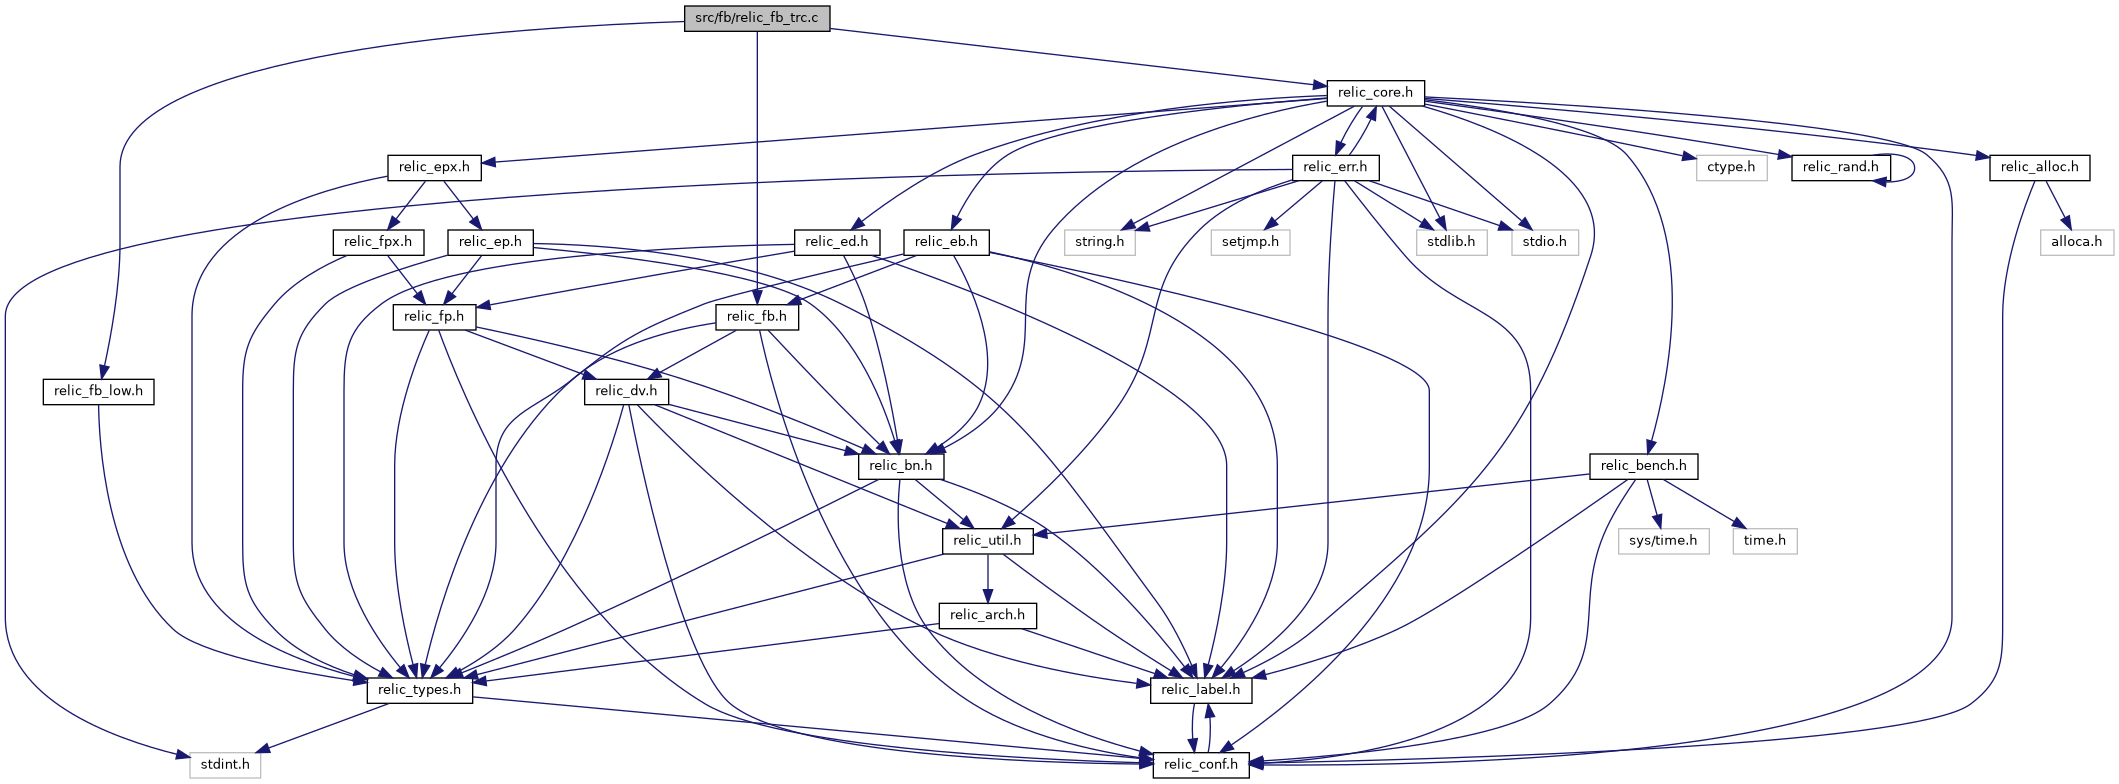 src/fb/relic_fb_trc.c
relic_core.h
relic_epx.h
relic_err.h
ctype.h
relic_rand.h
relic_alloc.h
relic_fpx.h
relic_ep.h
relic_ed.h
relic_eb.h
string.h
setjmp.h
stdlib.h
stdio.h
alloca.h
relic_fp.h
relic_fb.h
relic_fb_low.h
relic_dv.h
relic_bn.h
relic_bench.h
relic_util.h
sys/time.h
time.h
relic_arch.h
relic_types.h
relic_label.h
stdint.h
relic_conf.h